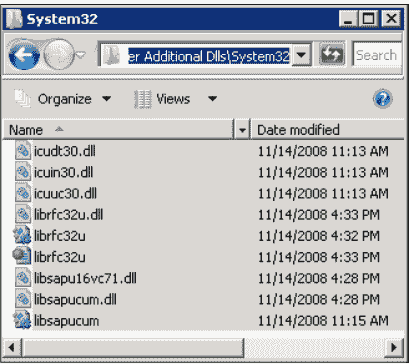 System32
er Additional Dlls\System32 Search
Organize Views
Name Date modified
icudt30.dll 11/14/2008 11:13 AM
icuin30.dll 11/14/2008 11:13 AM
icuuc30.dll 11/14/2008 11:13 AM
librfc32u.dll 11/14/2008 4:33 PM
librfc32u 11/14/2008 4:32 PM
librfc32u 11/14/2008 4:33 PM
libsapu16vc71.dll 11/14/2008 4:28 PM
libsapucum.dll 11/14/2008 4:28 PM
libsapucum 11/14/2008 11:15 AM